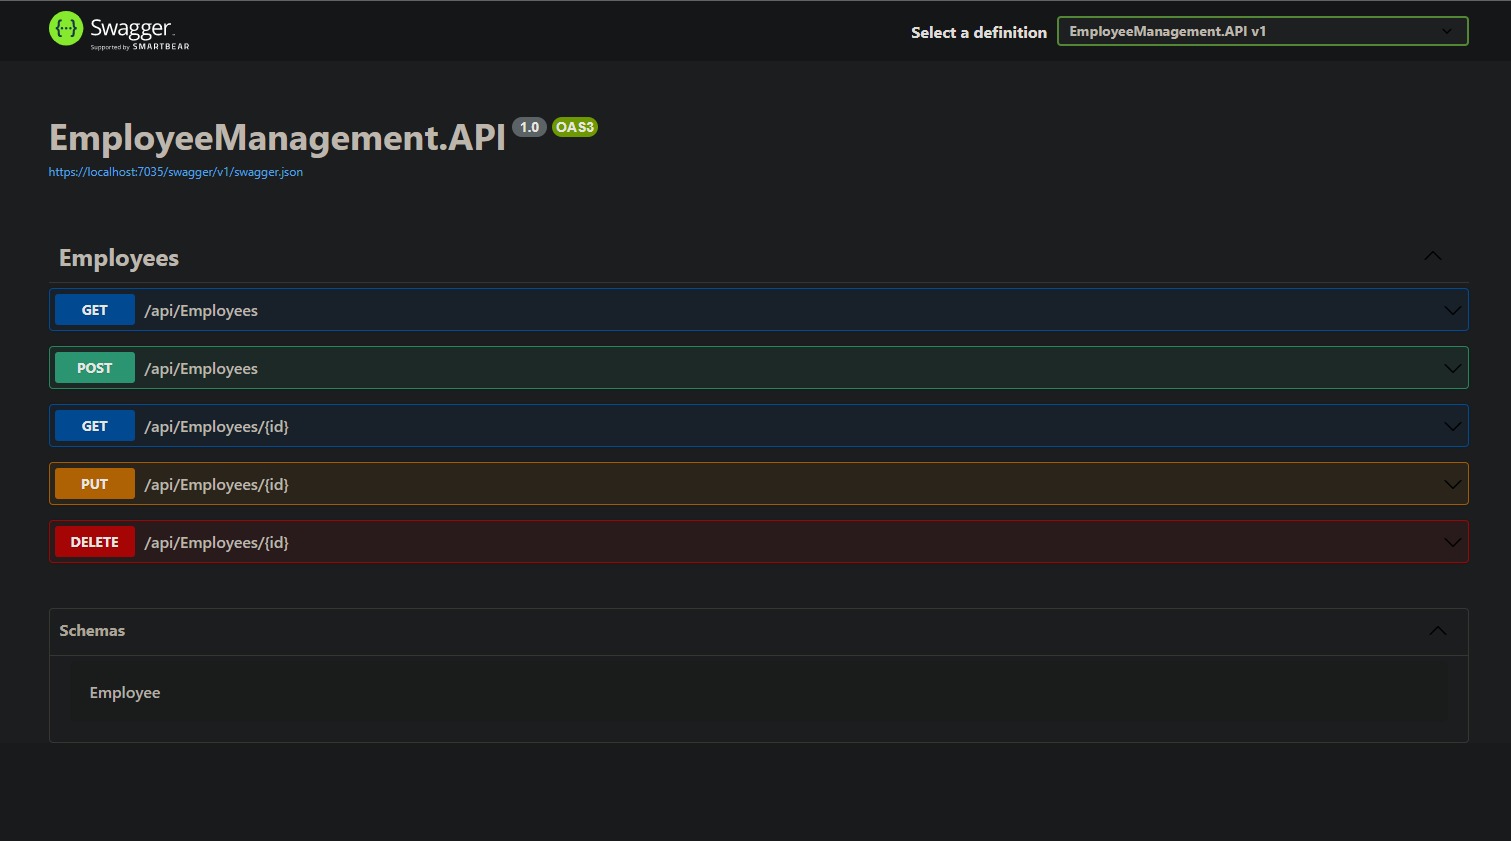 {··} Swagger.
Supported by SMARTBEAR
Select a definition
EmployeeManagement.API v1
EmployeeManagement.API 1.0 OAS3
https://localhost:7035/swagger/v1/swagger.json
Employees
GET /api/Employees
POST /api/Employees
GET /api/Employees/{id}
PUT /api/Employees/{id}
DELETE /api/Employees/{id}
Schemas
Employee